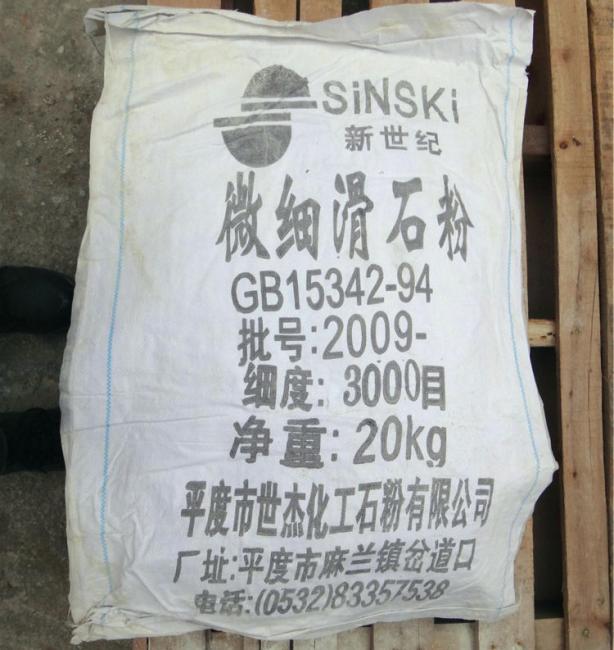 SiNSKi
新世纪
微细滑石粉
GB15342-94
批号:2009-
细度: 3000目
净重: 20kg
平度市世杰化工石粉有限公司
厂址:平度市麻兰镇岔道口
电话:(0532)83357538